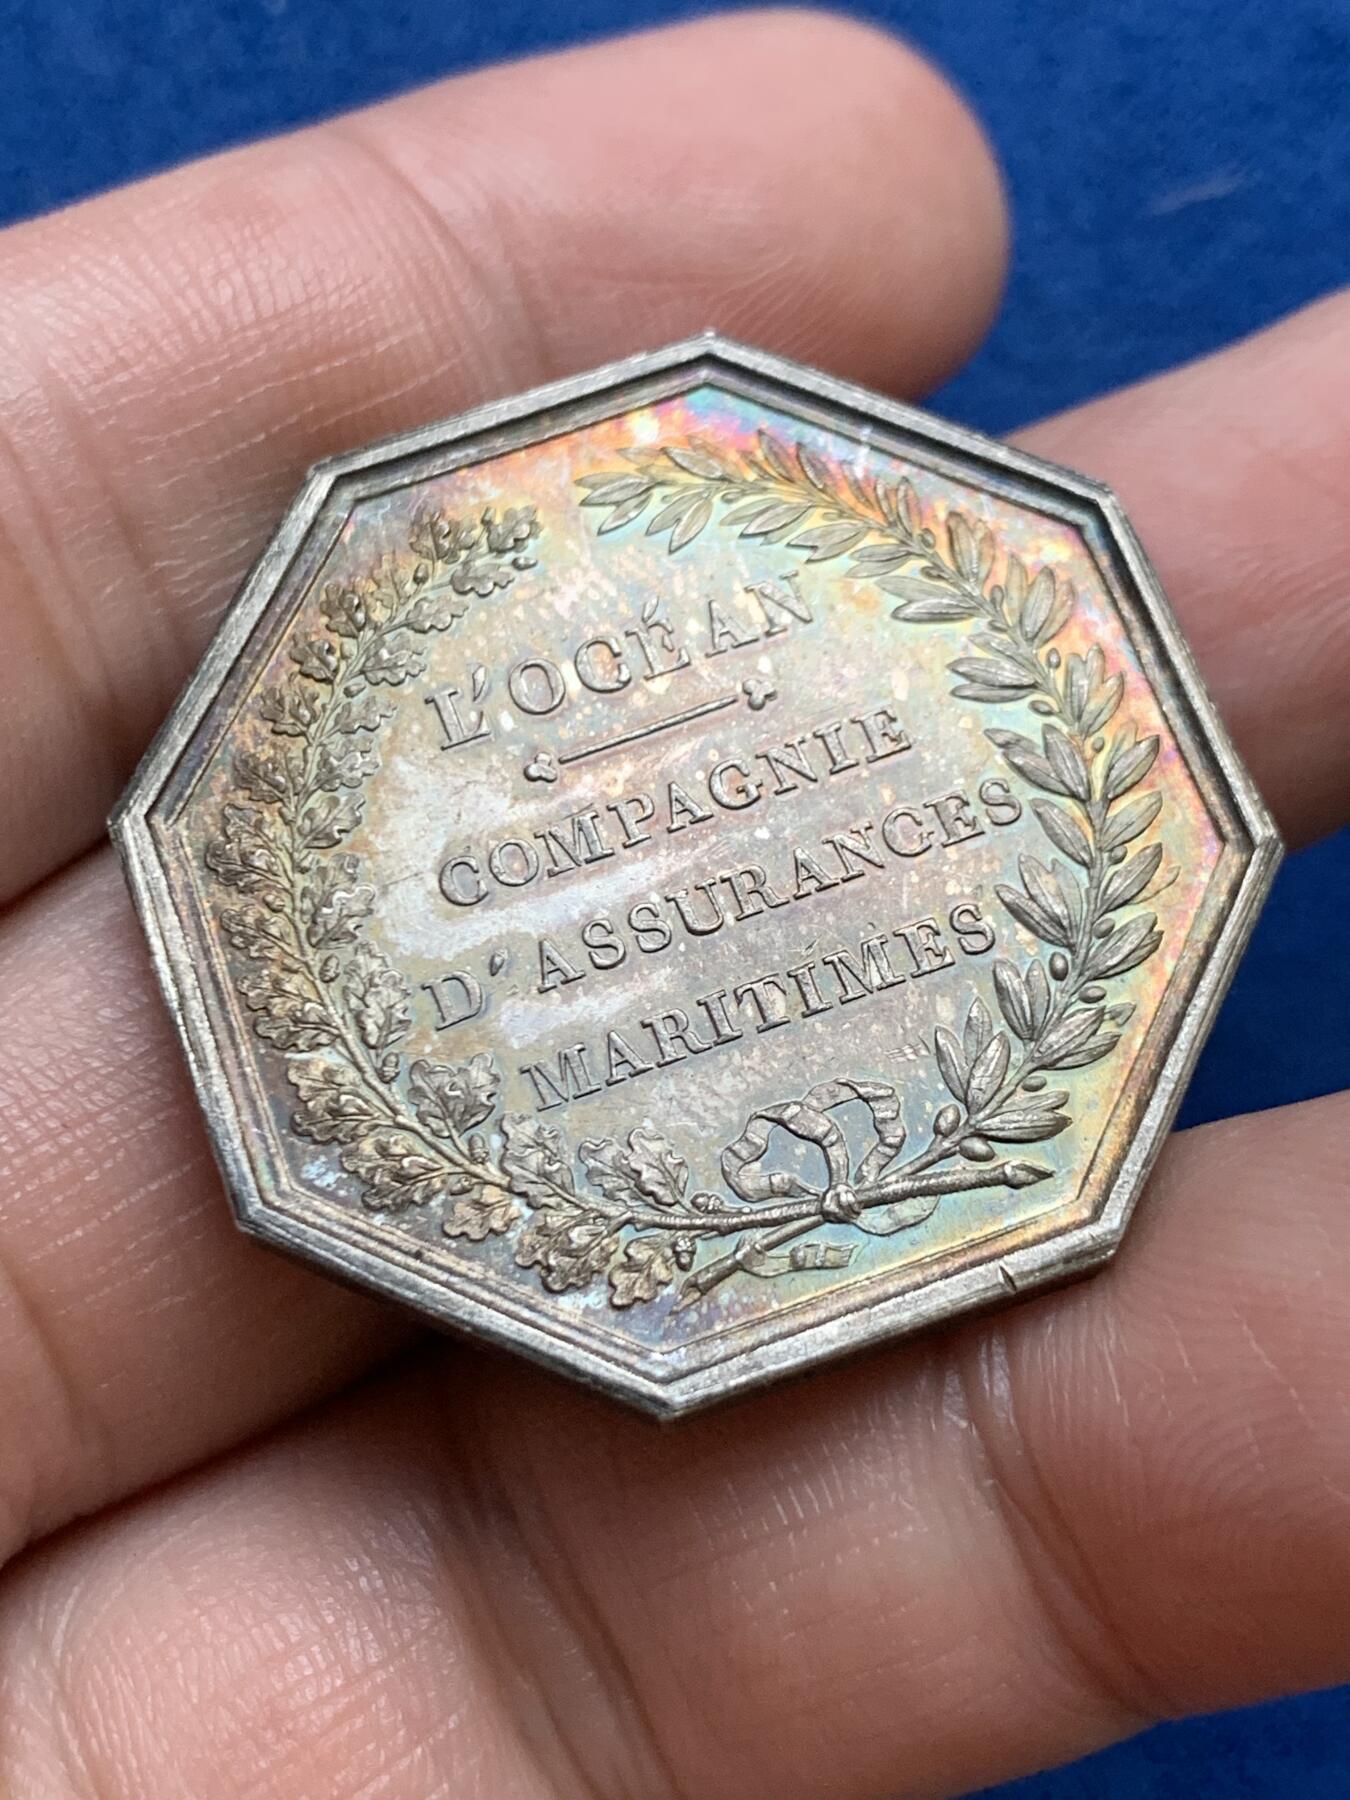 L'OCÉAN
COMPAGNIE
D'ASSURANCES
MARITIMES